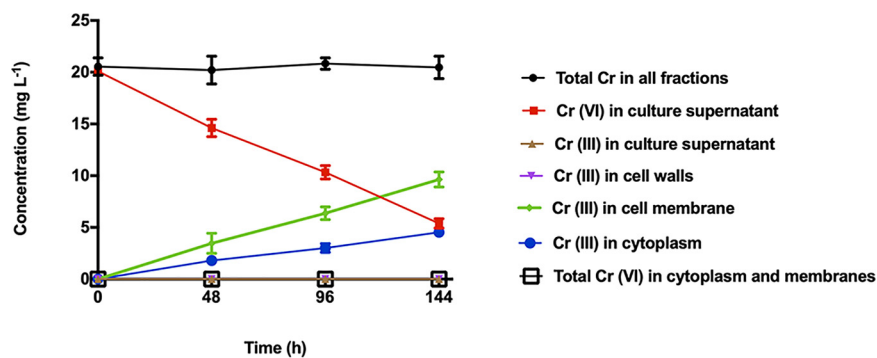 25
20
15
10
5
0
Concentration (mg L⁻¹)
0 48 96 144
Time (h)
Total Cr in all fractions
Cr (VI) in culture supernatant
Cr (III) in culture supernatant
Cr (III) in cell walls
Cr (III) in cell membrane
Cr (III) in cytoplasm
Total Cr (VI) in cytoplasm and membranes